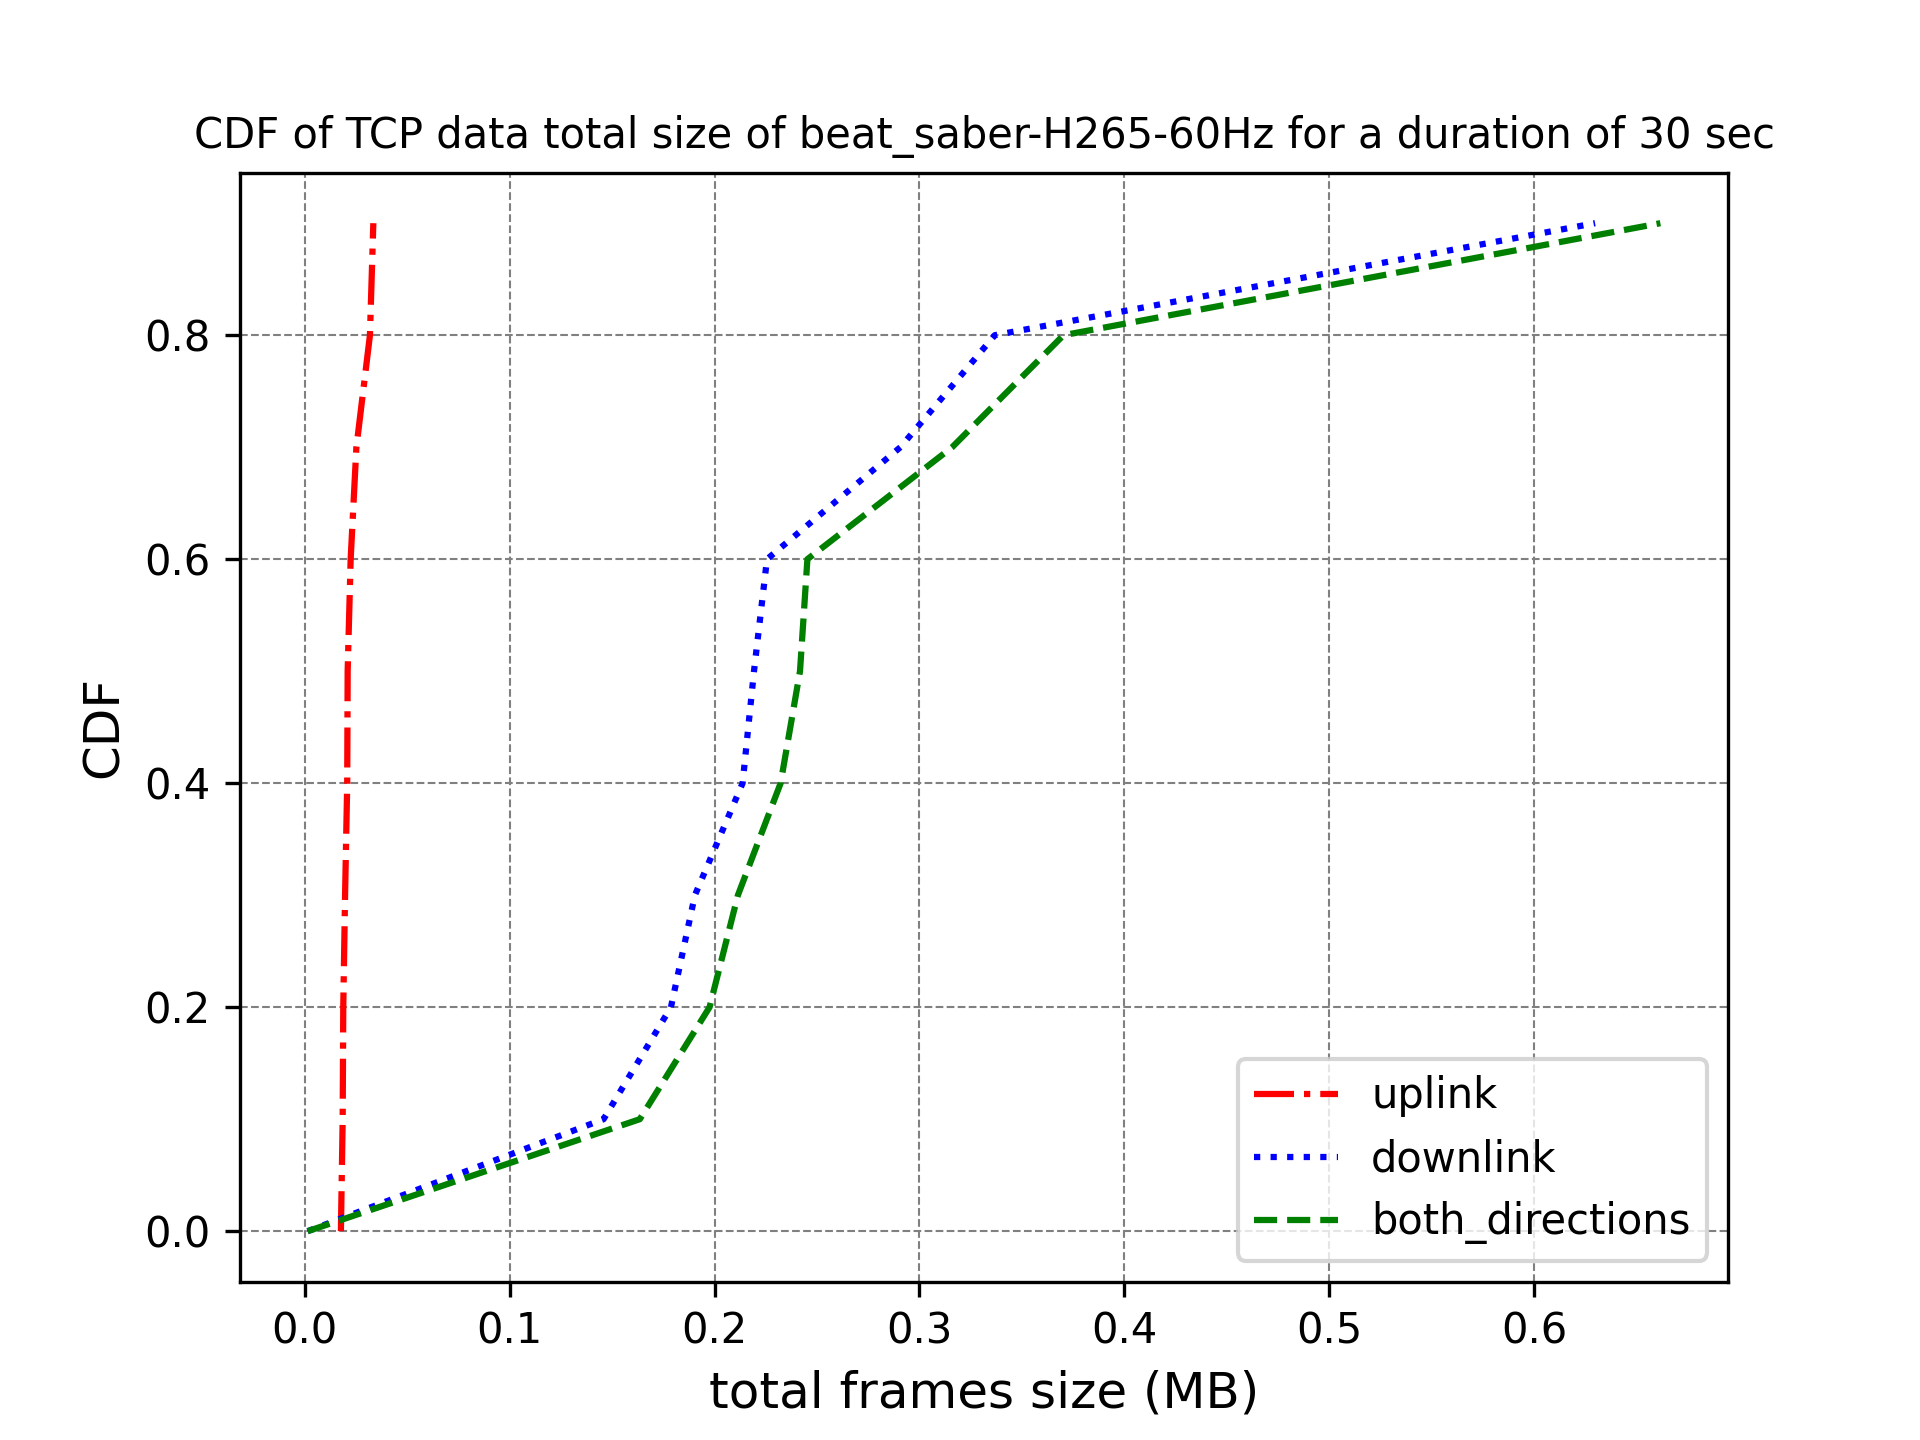 CDF of TCP data total size of beat_saber-H265-60Hz for a duration of 30 sec
CDF
0.8
0.6
0.4
0.2
0.0
0.0 0.1 0.2 0.3 0.4 0.5 0.6
total frames size (MB)
uplink
downlink
both_directions